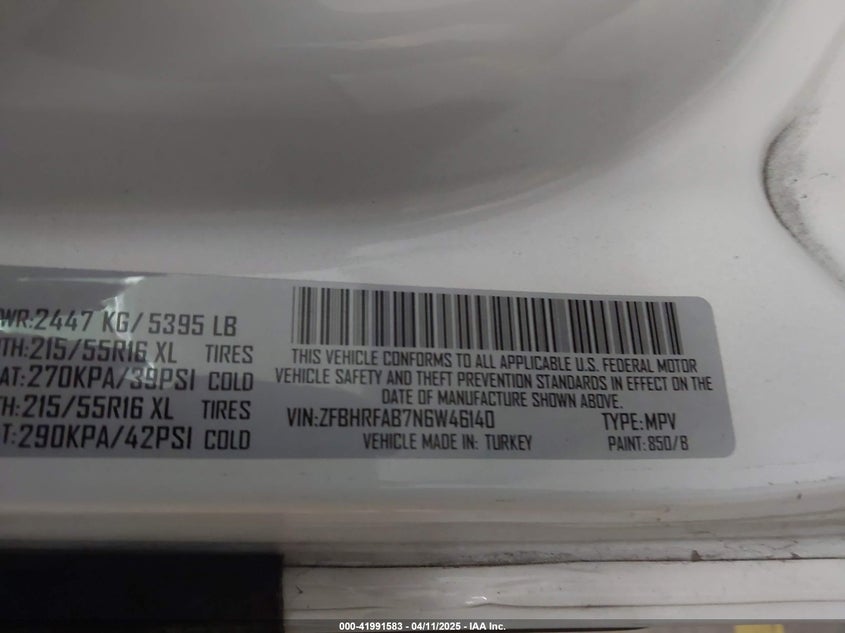 WR:2447 KG/5395 LB
TH:215/55R16 XL TIRES
AT:270KPA/39PSI COLD
TH:215/55R16 XL TIRES
T:290KPA/42PSI COLD
THIS VEHICLE CONFORMS TO ALL APPLICABLE U.S. FEDERAL MOTOR
VEHICLE SAFETY AND THEFT PREVENTION STANDARDS IN EFFECT ON THE
DATE OF MANUFACTURE SHOWN ABOVE.
VIN:ZFBHRFAB7N6W46140 TYPE:MPV
VEHICLE MADE IN: TURKEY PAINT: 850/B
000-41991583 - 04/11/2025 - IAA Inc.